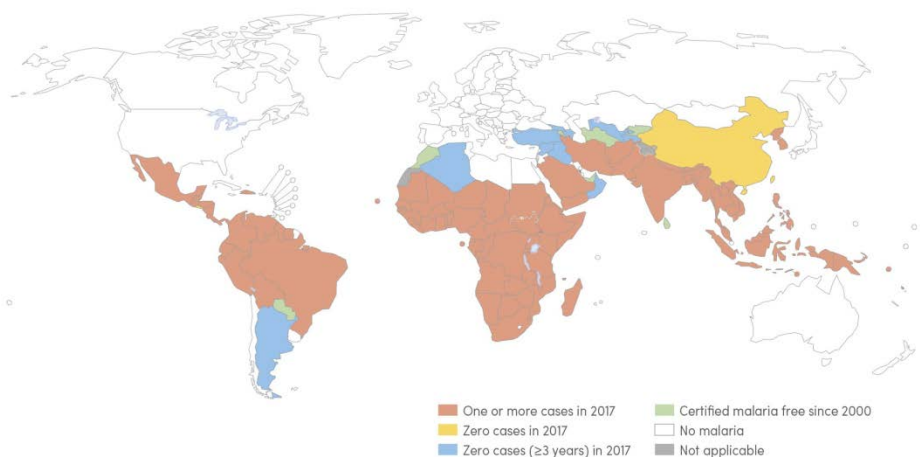 One or more cases in 2017
Zero cases in 2017
Zero cases (≥3 years) in 2017
Certified malaria free since 2000
No malaria
Not applicable